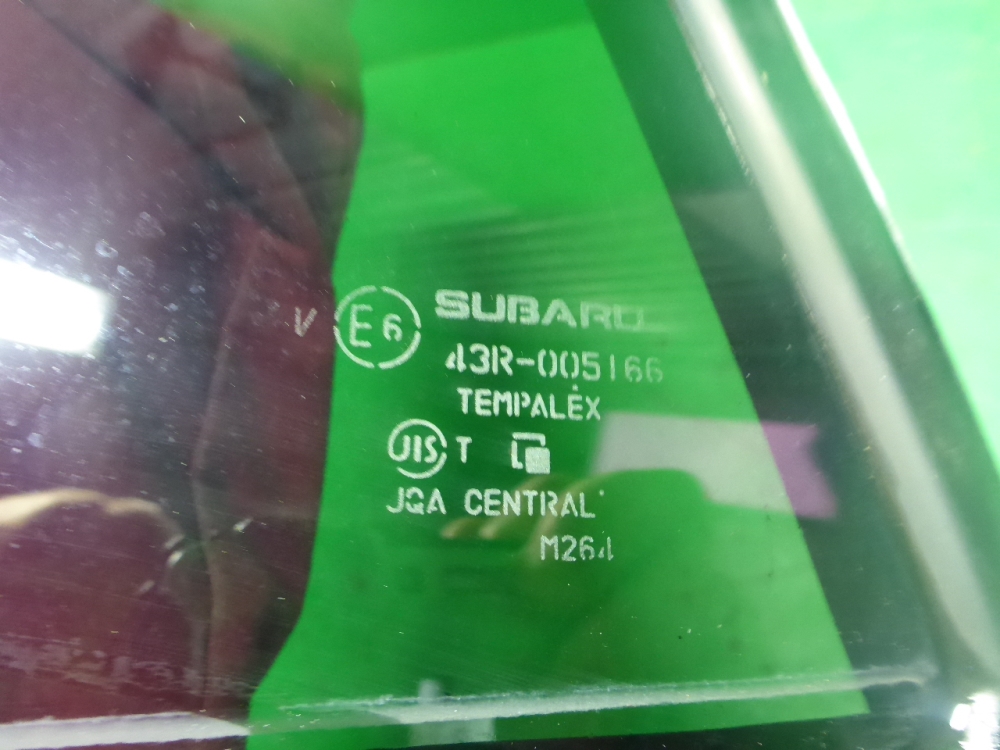 SUBARU
V E6
43R-005166
TEMPALEX
JIS T
JQA CENTRAL
M264